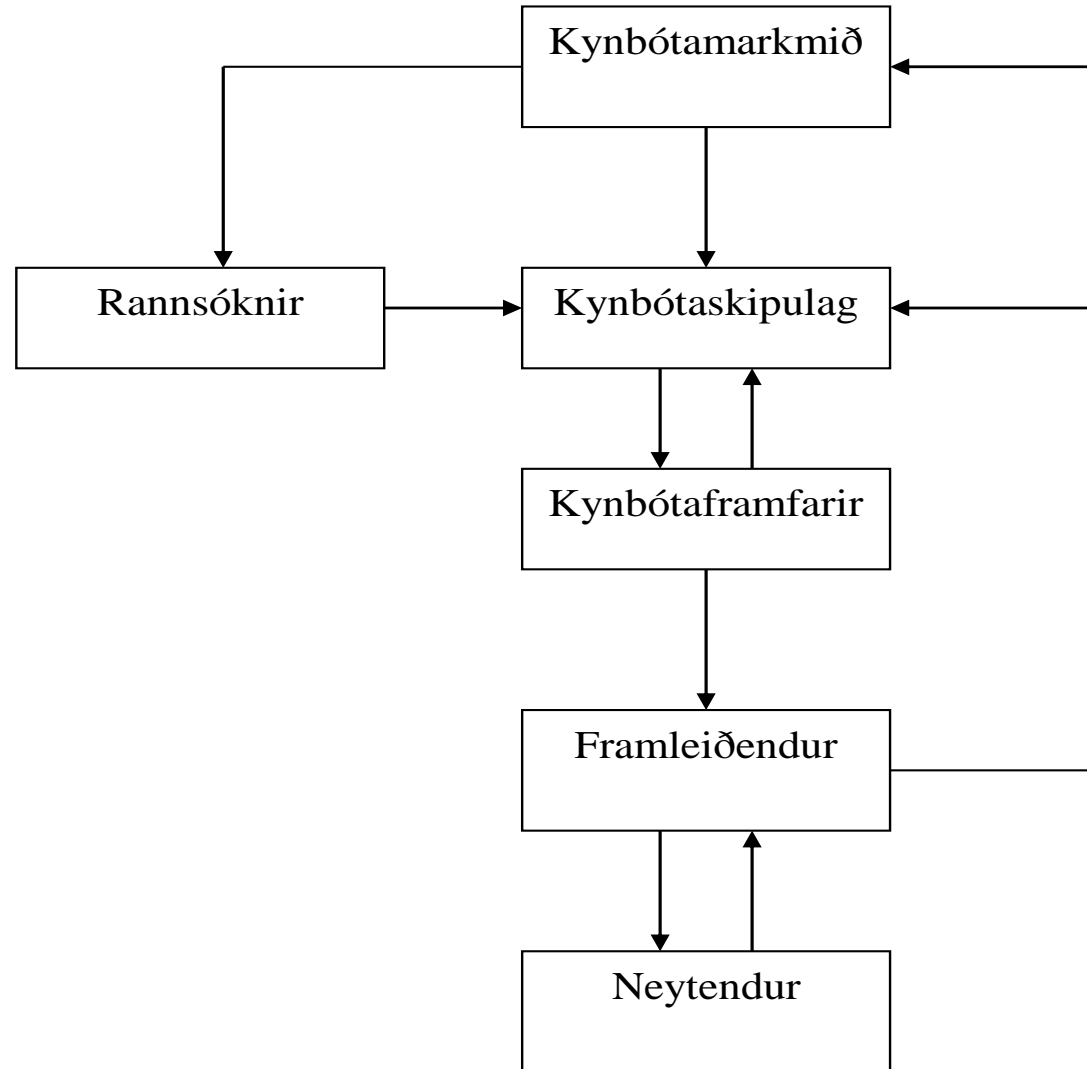 Kynbótamarkmið
Rannsóknir
Kynbótaskipulag
Kynbótaframfarir
Framleiðendur
Neytendur